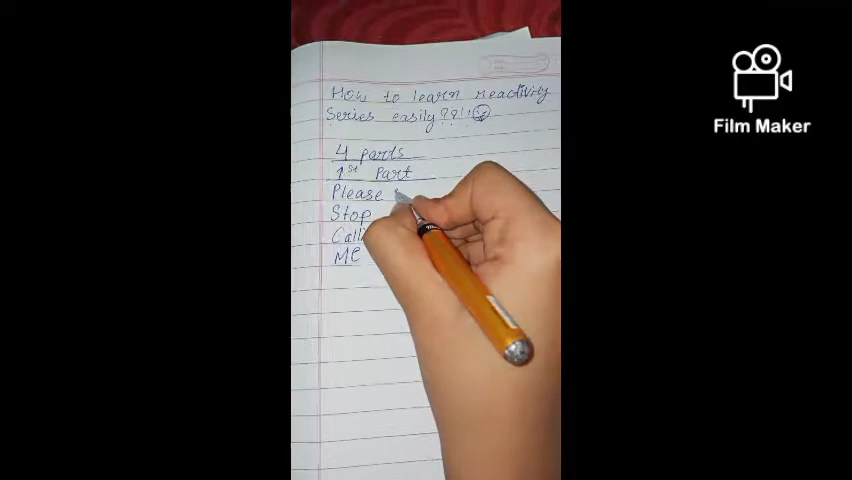 How to learn reactivity
Series easily??!!
4 parts
1st Part
Please
Stop
ME
Film Maker